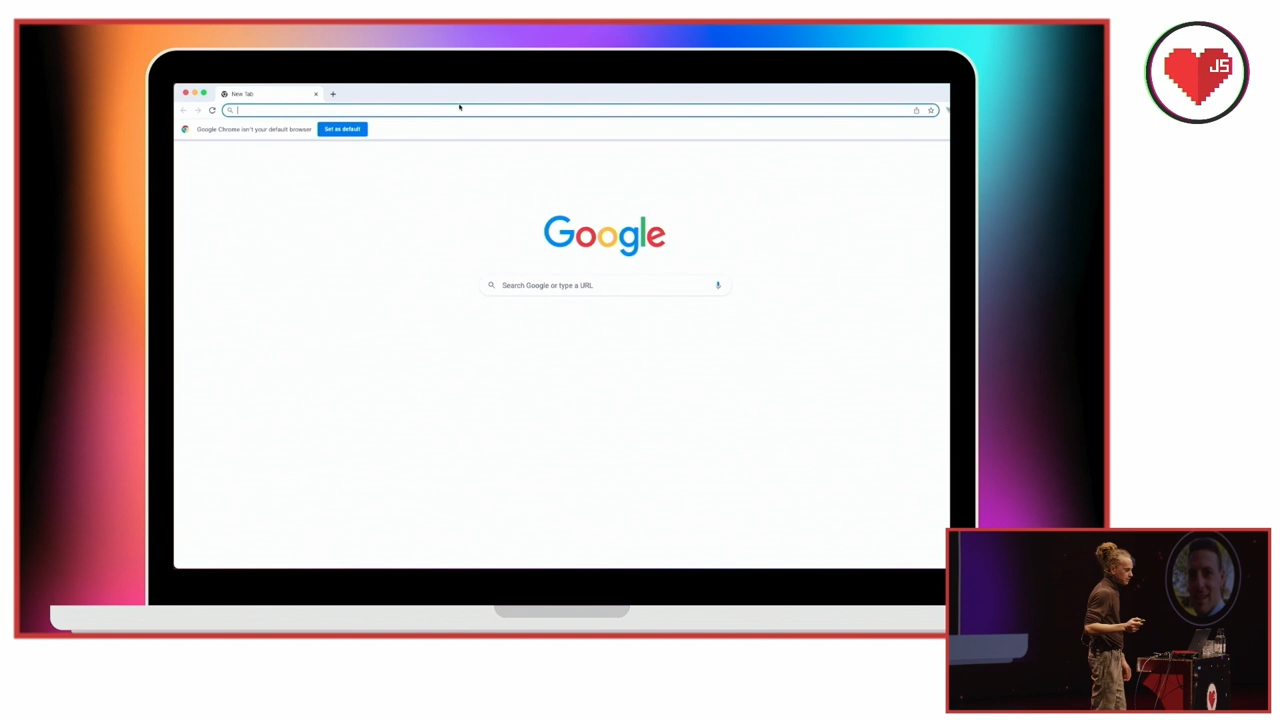 New Tab
Google Chrome isn't your default browser
Set as default
Google
Search Google or type a URL
JS